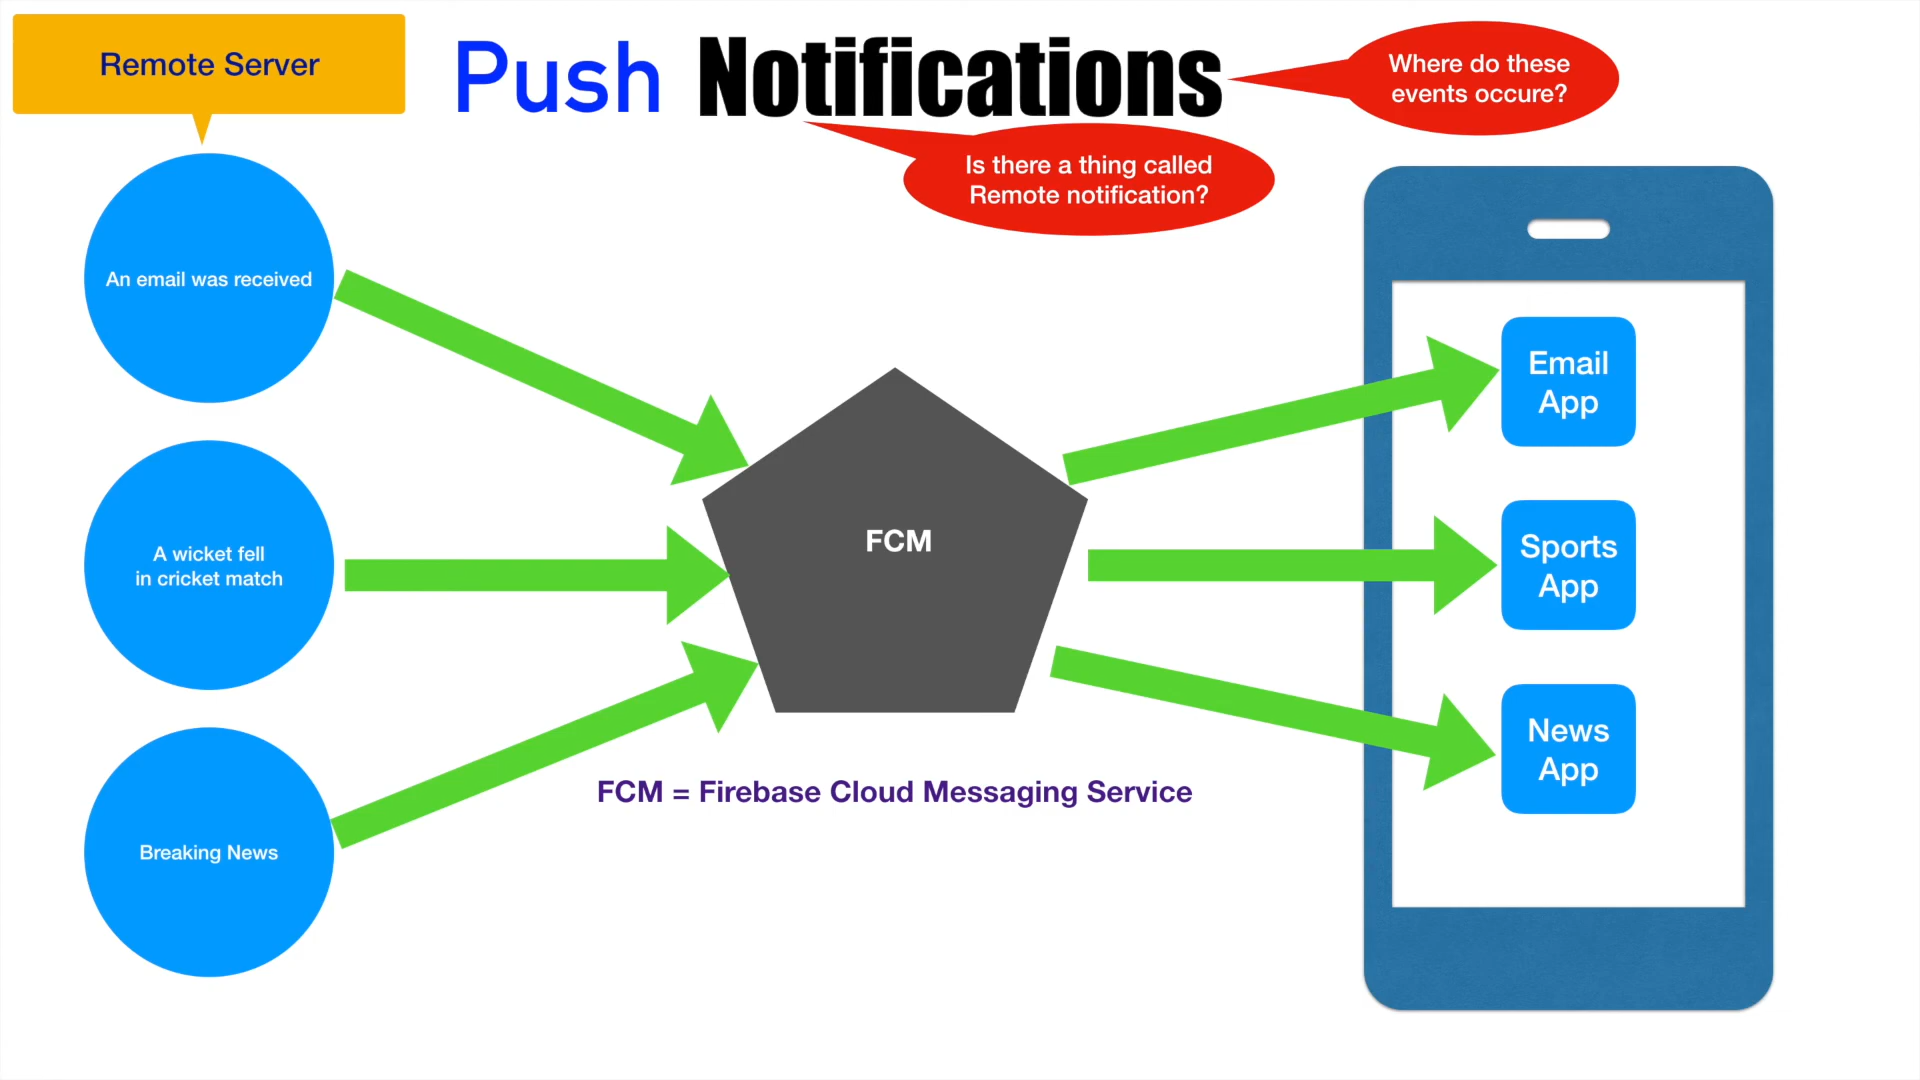 Remote Server
Push Notifications
Where do these
events occure?
Is there a thing called
Remote notification?
An email was received
A wicket fell
in cricket match
Breaking News
FCM
FCM = Firebase Cloud Messaging Service
Email
App
Sports
App
News
App